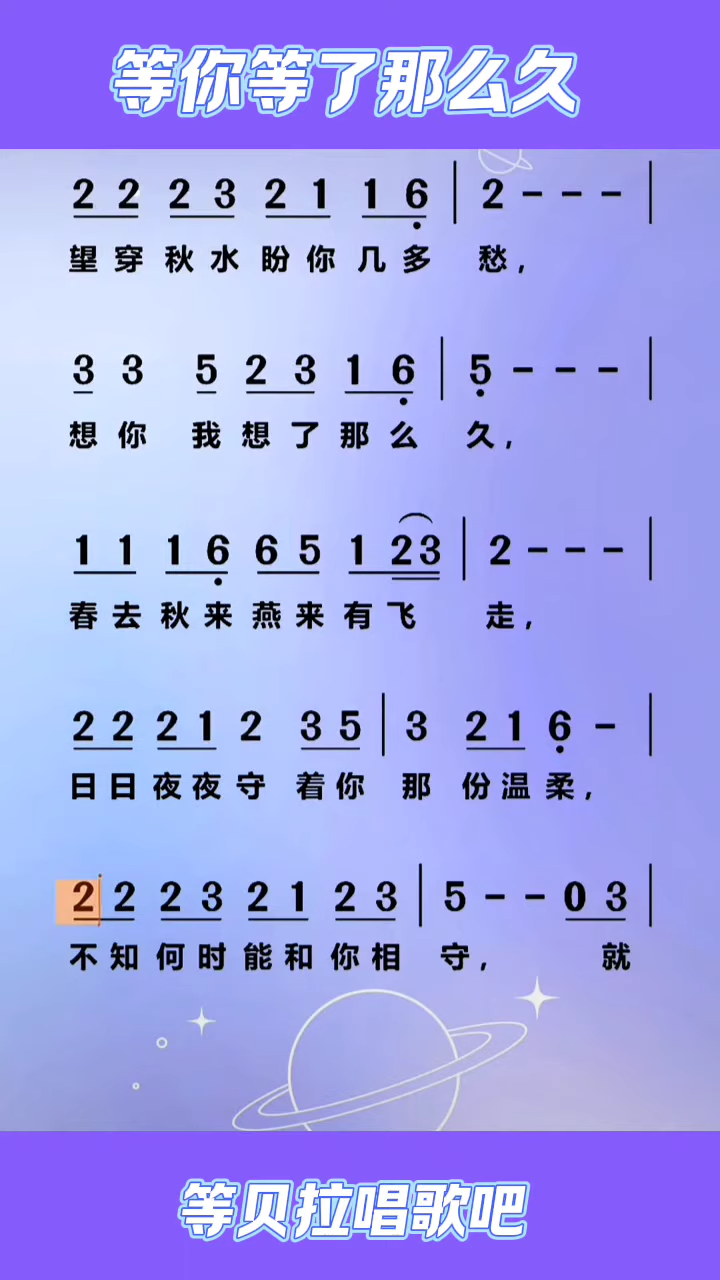 等你等了那么久
2 2 2 3 2 1 1 6 | 2 - - - |
望穿秋水盼你几多 愁,
3 3 5 2 3 1 6 | 5 - - - |
想你 我想了那么 久,
1 1 1 6 6 5 1 2 3 | 2 - - - |
春去秋来燕来有飞 走,
2 2 2 1 2 3 5 | 3 2 1 6 - |
日日夜夜守 着你 那 份温柔,
2 2 2 3 2 1 2 3 | 5 - - 0 3 |
不知何时能和你相 守, 就
等贝拉唱歌吧